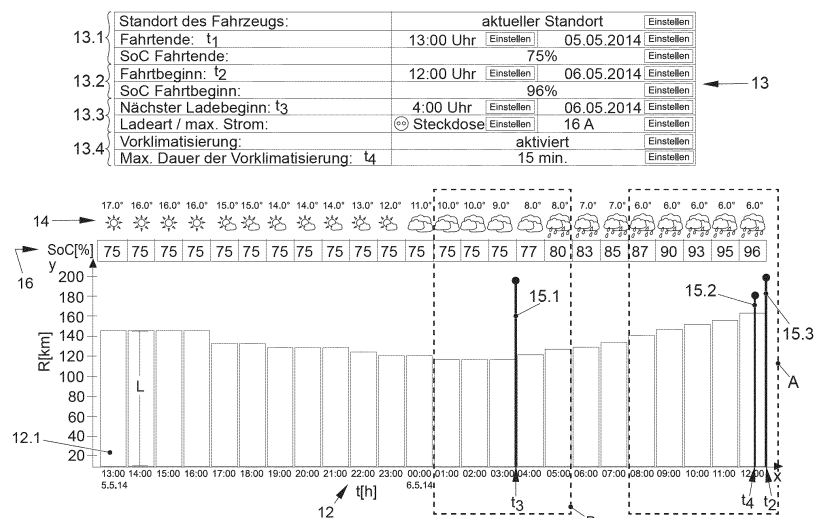 Standort des Fahrzeugs: aktueller Standort Einstellen
13.1 Fahrtende: t1 13:00 Uhr Einstellen 05.05.2014 Einstellen
SoC Fahrtende: 75% Einstellen
13.2 Fahrtbeginn: t2 12:00 Uhr Einstellen 06.05.2014 Einstellen
SoC Fahrtbeginn: 96% Einstellen
13
13.3 Nächster Ladebeginn: t3 4:00 Uhr Einstellen 06.05.2014 Einstellen
Ladeart / max. Strom: Steckdose Einstellen 16 A Einstellen
13.4 Vorklimatisierung: aktiviert Einstellen
Max. Dauer der Vorklimatisierung: t4 15 min. Einstellen
17.0° 16.0° 16.0° 16.0° 15.0° 15.0° 14.0° 14.0° 14.0° 13.0° 12.0° 11.0° 10.0° 10.0° 9.0° 8.0° 8.0° 7.0° 7.0° 6.0° 6.0° 6.0° 6.0° 6.0°
14
SoC[%] 75 75 75 75 75 75 75 75 75 75 75 75 75 75 75 77 80 83 85 87 90 93 95 96
16
y
200
180
160
140
120
100
80
60
40
20
R[km]
L
15.1
15.2
15.3
A
12.1
13:00 14:00 15:00 16:00 17:00 18:00 19:00 20:00 21:00 22:00 23:00 00:00 01:00 02:00 03:00 04:00 05:00 06:00 07:00 08:00 09:00 10:00 11:00 12:00 x
5.5,14 6.5,14
t[h]
12
t3
t4 t2